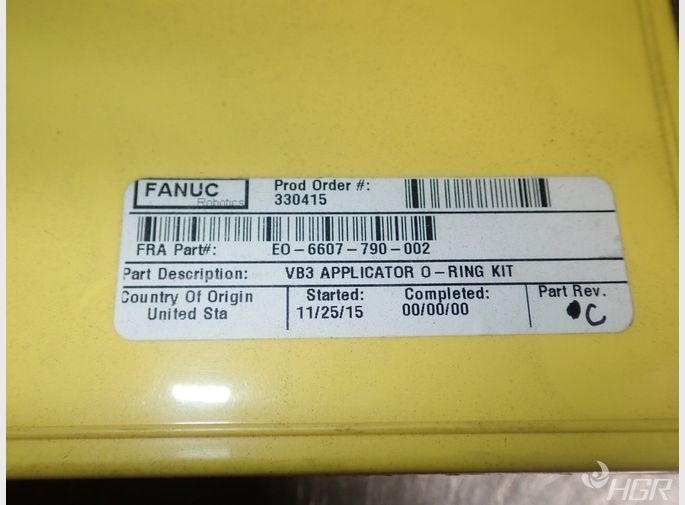 FANUC
Robotics
Prod Order #:
330415
FRA Part#: EO-6607-790-002
Part Description: VB3 APPLICATOR O-RING KIT
Country Of Origin
United Sta
Started:
11/25/15
Completed:
00/00/00
Part Rev.
C
HGR